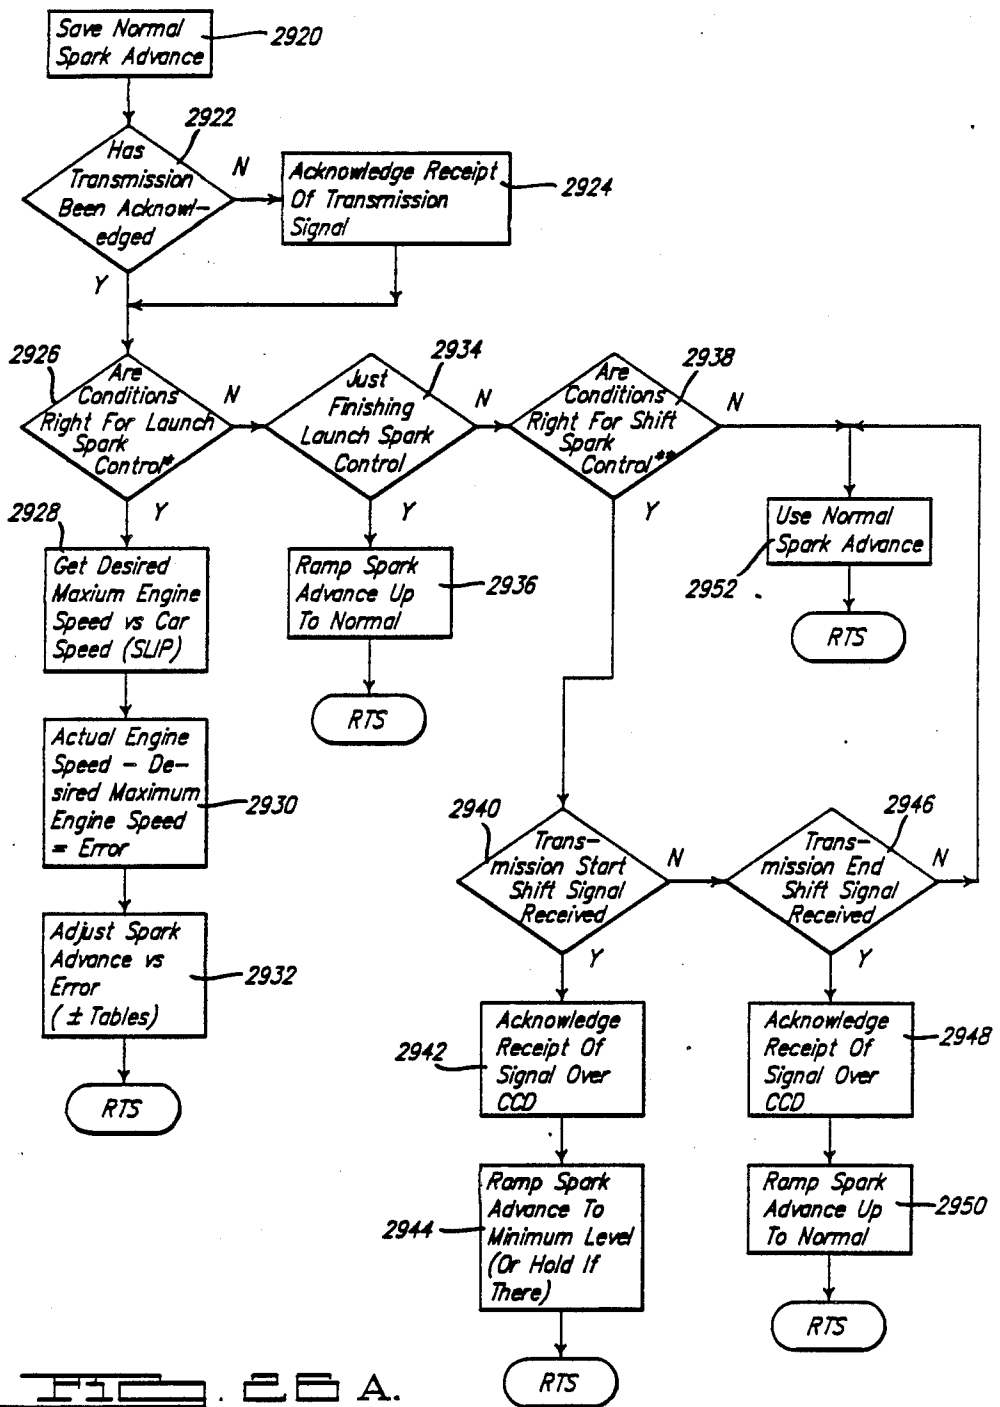 Save Normal
Spark Advance
2920
2922
Has
Transmission
Been Acknowl-
edged
N
Y
Acknowledge Receipt
Of Transmission
Signal
2924
2926
Are
Conditions
Right For Launch
Spark
Control*
N
Y
2934
Just
Finishing
Launch Spark
Control
N
Y
2938
Are
Conditions
Right For Shift
Spark
Control**
N
Y
2928
Get Desired
Maxium Engine
Speed vs Car
Speed (SLIP)
Ramp Spark
Advance Up
To Normal
2936
RTS
Use Normal
Spark Advance
2952
RTS
Actual Engine
Speed - De-
sired Maximum
Engine Speed
= Error
2930
Adjust Spark
Advance vs
Error
(± Tables)
2932
RTS
2940
Trans-
mission Start
Shift Signal
Received
N
Y
2946
Trans-
mission End
Shift Signal
Received
N
Y
2942
Acknowledge
Receipt Of
Signal Over
CCD
Acknowledge
Receipt Of
Signal Over
CCD
2948
2944
Ramp Spark
Advance To
Minimum Level
(Or Hold If
There)
RTS
Ramp Spark
Advance Up
To Normal
2950
RTS
A.